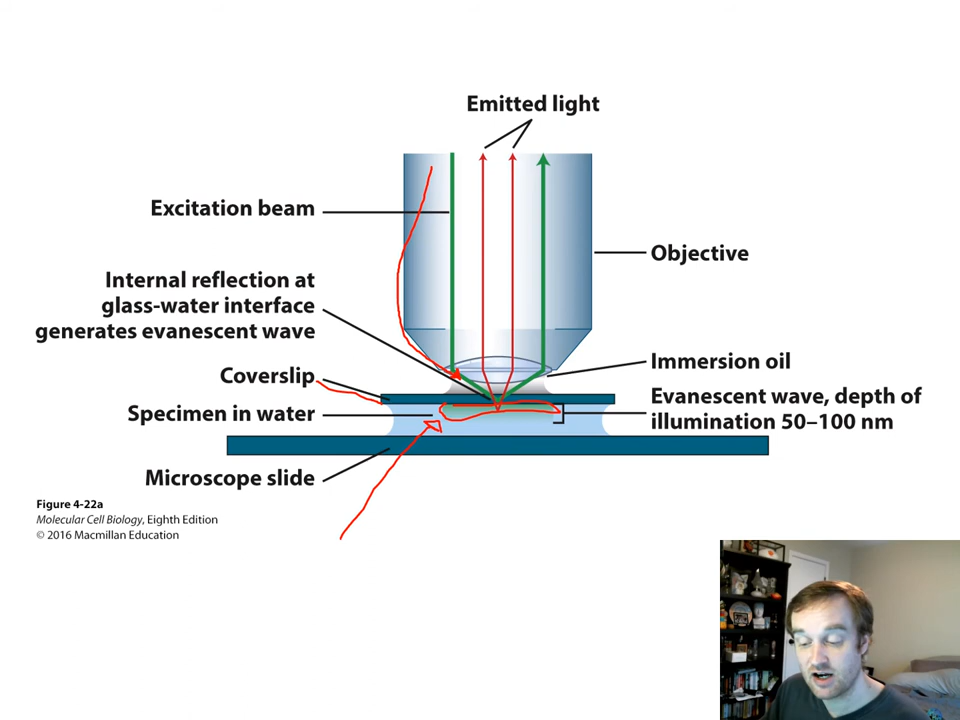 Emitted light
Excitation beam
Objective
Internal reflection at
glass-water interface
generates evanescent wave
Immersion oil
Coverslip
Evanescent wave, depth of
illumination 50–100 nm
Specimen in water
Microscope slide
Figure 4-22a
Molecular Cell Biology, Eighth Edition
© 2016 Macmillan Education